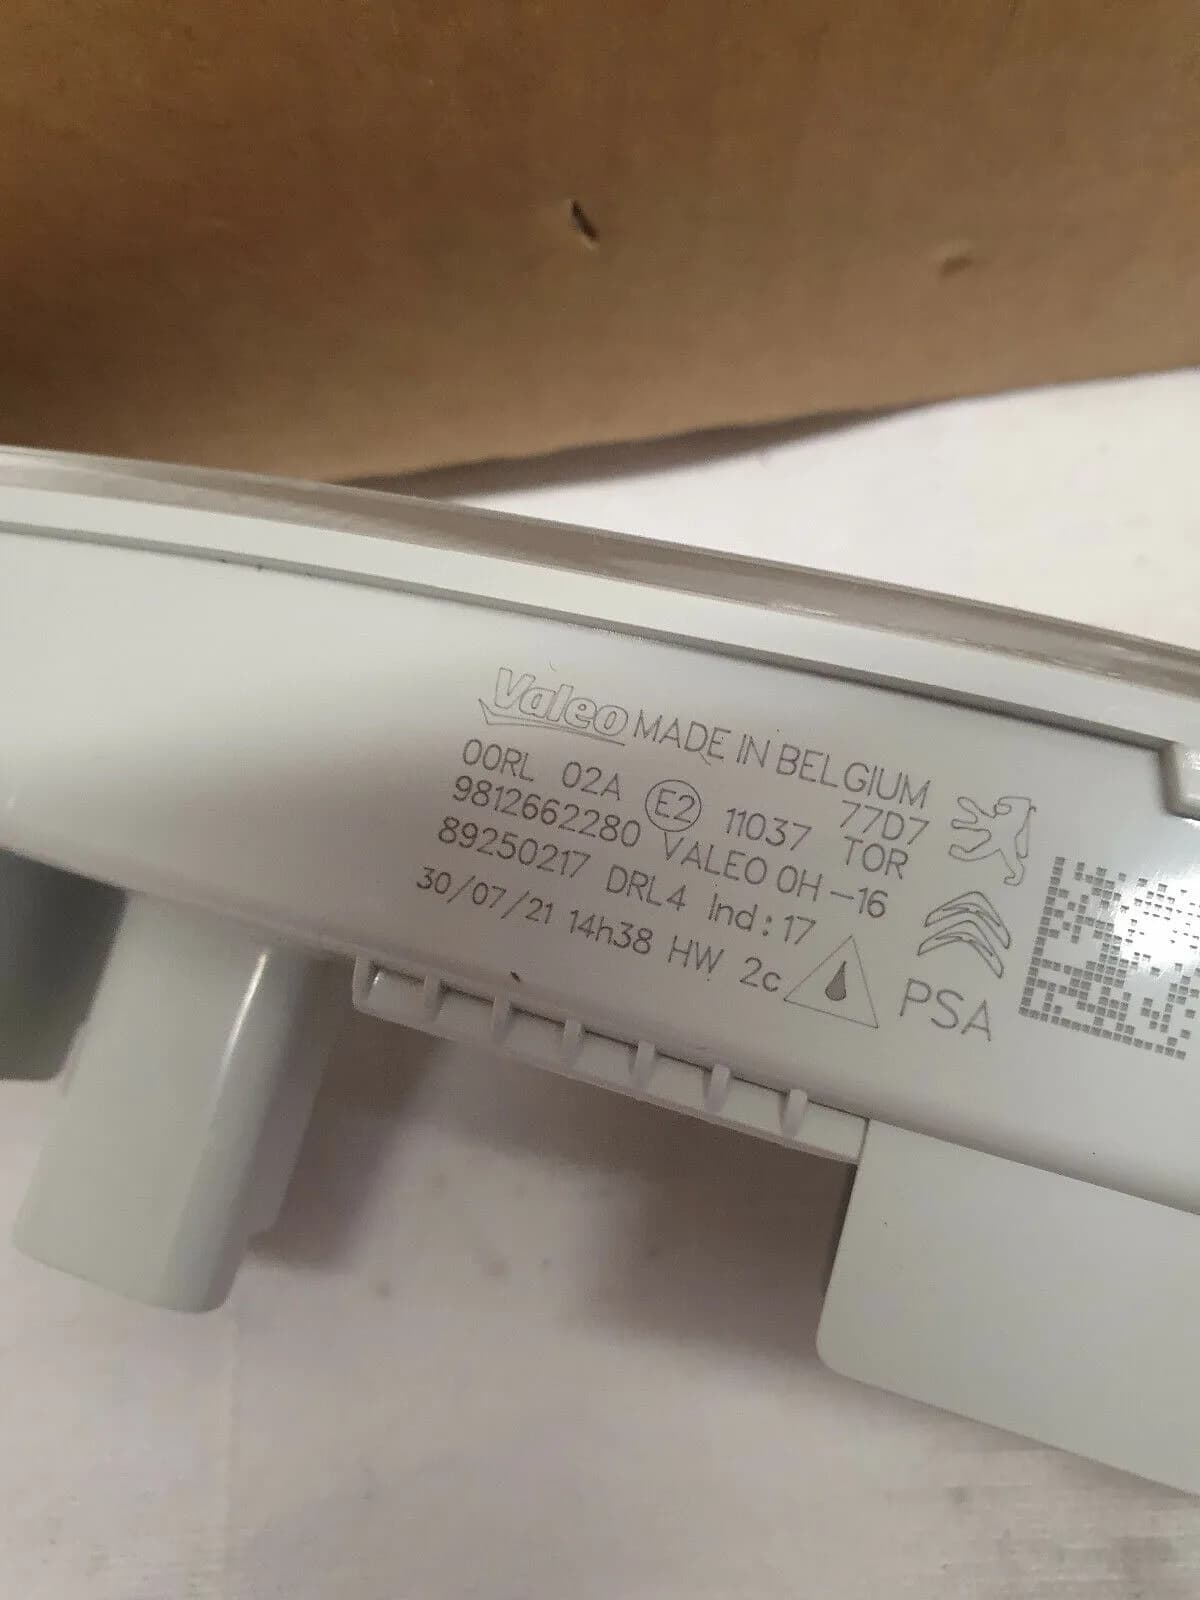 Valeo MADE IN BELGIUM
00RL 02A E2 11037 77D7
9812662280 VALEO 0H-16 TOR
89250217 DRL4 Ind:17
30/07/21 14h38 HW 2c
PSA